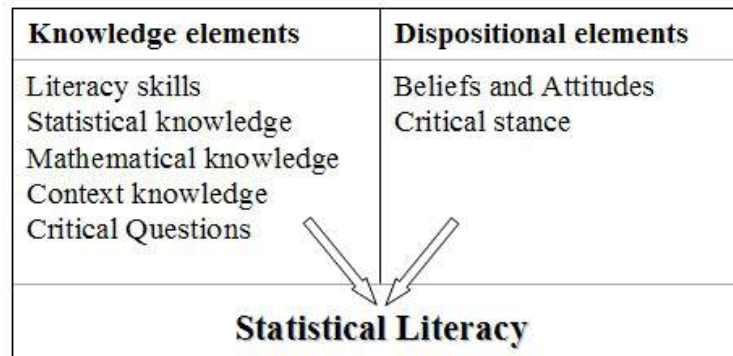 Knowledge elements
Literacy skills
Statistical knowledge
Mathematical knowledge
Context knowledge
Critical Questions
Dispositional elements
Beliefs and Attitudes
Critical stance
Statistical Literacy